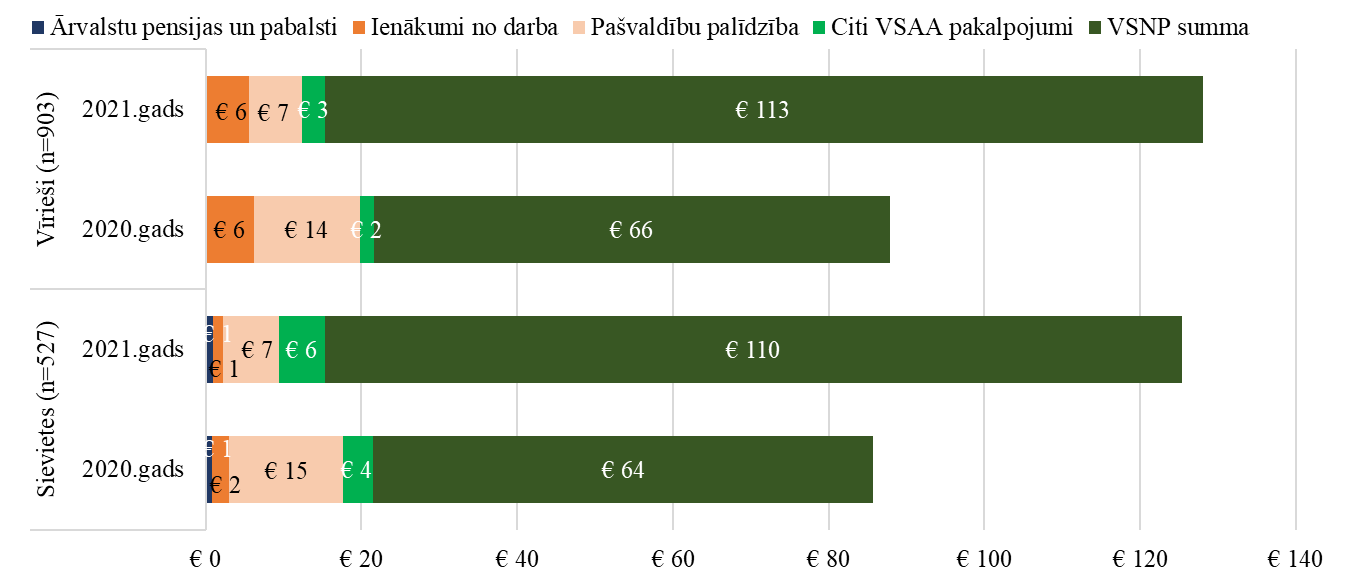 Ārvalstu pensijas un pabalsti Ienākumi no darba Pašvaldību palīdzība Citi VSAA pakalpojumi VSNP summa
Vīrieši (n=903)
2021.gads
€ 6 € 7 € 3 € 113
2020.gads
€ 6 € 14 € 2 € 66
Sievietes (n=527)
2021.gads
€ 1 € 1 € 7 € 6 € 110
2020.gads
€ 1 € 2 € 15 € 4 € 64
€ 0 € 20 € 40 € 60 € 80 € 100 € 120 € 140